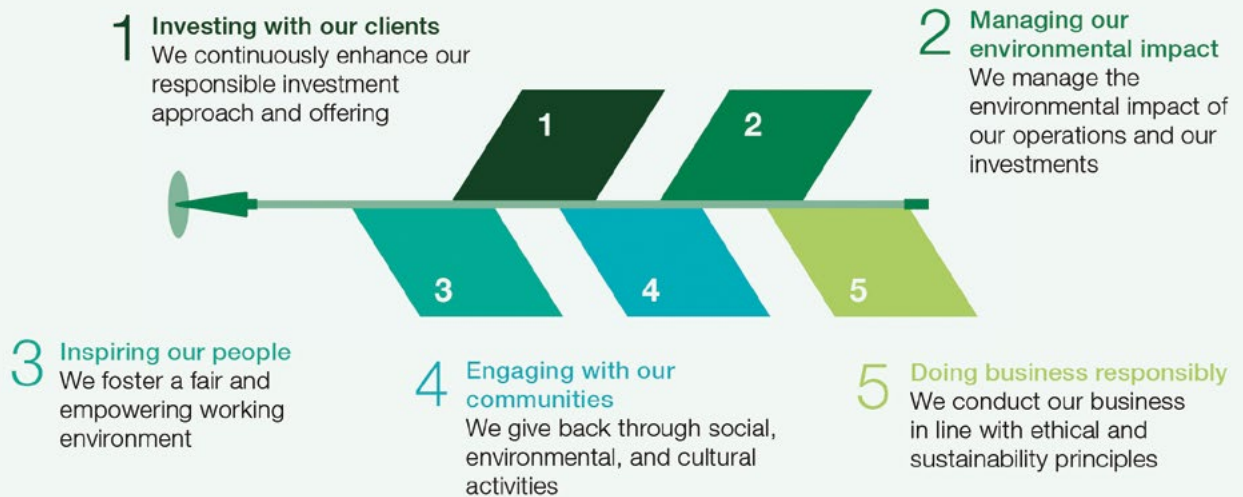 1 Investing with our clients
We continuously enhance our
responsible investment
approach and offering
2 Managing our
environmental impact
We manage the
environmental impact of
our operations and our
investments
1
2
3
4
5
3 Inspiring our people
We foster a fair and
empowering working
environment
4 Engaging with our
communities
We give back through social,
environmental, and cultural
activities
5 Doing business responsibly
We conduct our business
in line with ethical and
sustainability principles